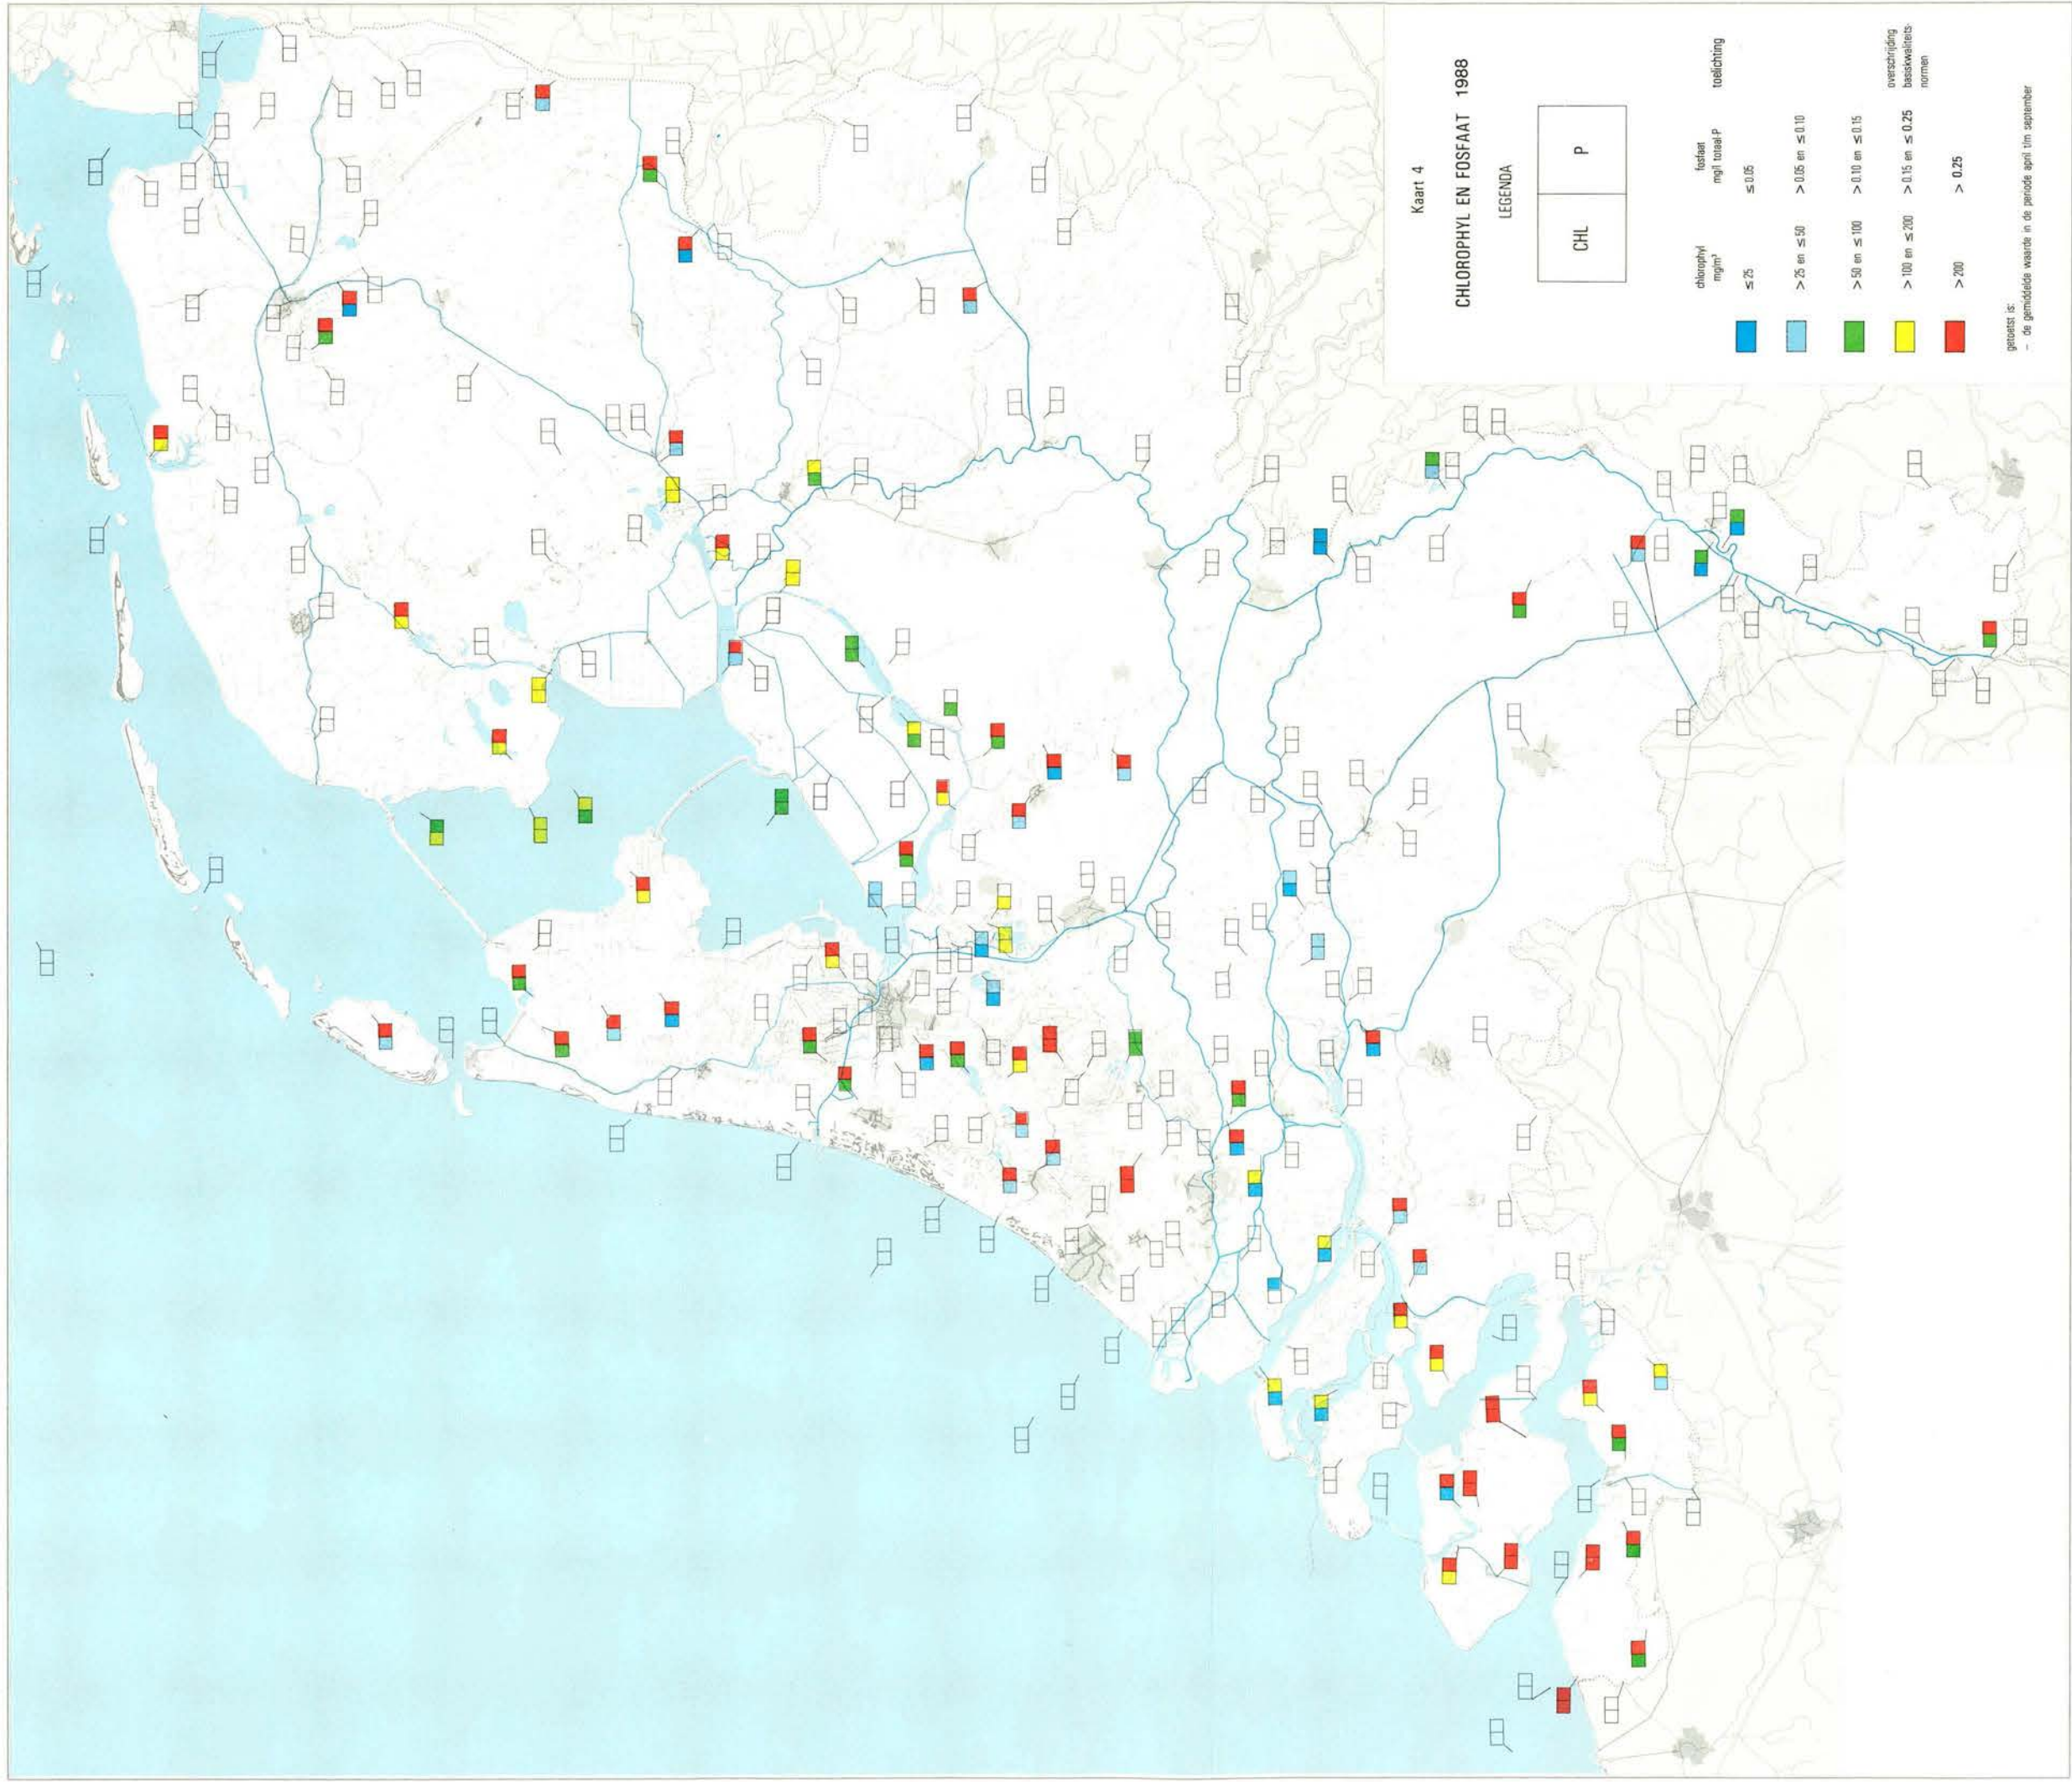 Kaart 4
CHLOROPHYL EN FOSFAAT 1988
LEGENDA
CHL P
chlorophyl fosfaat toelichting
mg/m³ mg/l totaal-P
≤ 25 ≤ 0.05
> 25 en ≤ 50 > 0.05 en ≤ 0.10
> 50 en ≤ 100 > 0.10 en ≤ 0.15
> 100 en ≤ 200 > 0.15 en ≤ 0.25 overschrijding basiskwaliteits- normen
> 200 > 0.25
getoetst is:
– de gemiddelde waarde in de periode april t/m september